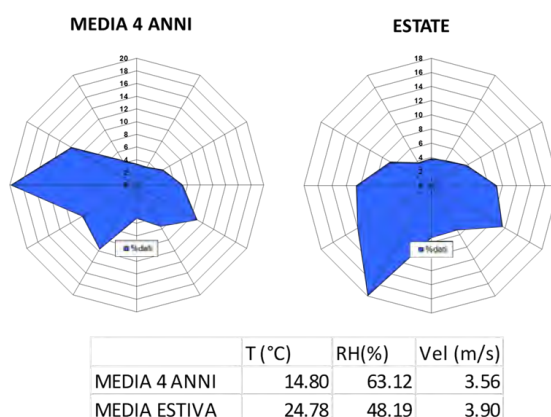 MEDIA 4 ANNI
20
18
16
14
12
10
8
6
4
2
%dati
ESTATE
18
16
14
12
10
8
6
4
2
%dati
T (°C) RH(%) Vel (m/s)
MEDIA 4 ANNI 14.80 63.12 3.56
MEDIA ESTIVA 24.78 48.19 3.90